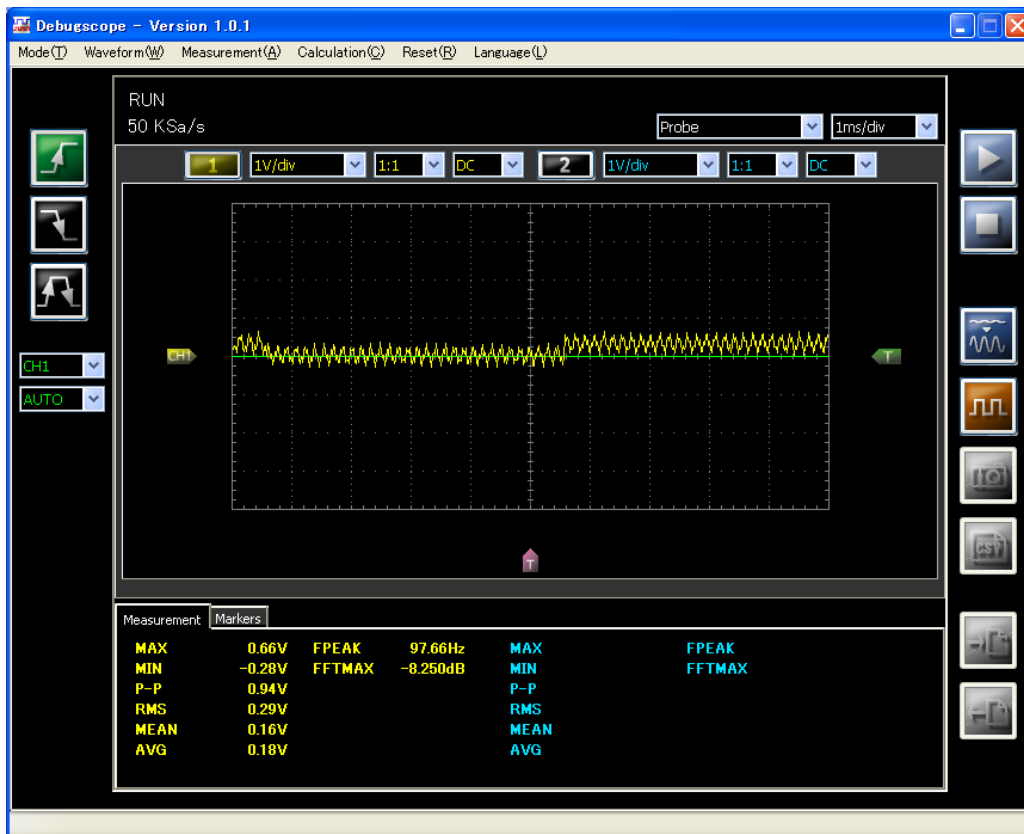 Debugscope - Version 1.0.1
Mode(T) Waveform(W) Measurement(A) Calculation(C) Reset(R) Language(L)
RUN
50 KSa/s
Probe 1ms/div
1 1V/div 1:1 DC 2 1V/div 1:1 DC
CH1 T
CH1
AUTO
CSV
T
Measurement Markers
MAX 0.66V FPEAK 97.66Hz MAX FPEAK
MIN -0.28V FFTMAX -8.250dB MIN FFTMAX
P-P 0.94V P-P
RMS 0.29V RMS
MEAN 0.16V MEAN
AVG 0.18V AVG